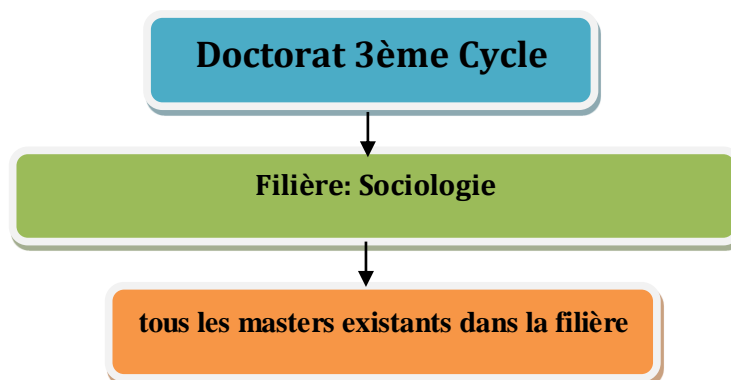 Doctorat 3ème Cycle
Filière: Sociologie
tous les masters existants dans la filière